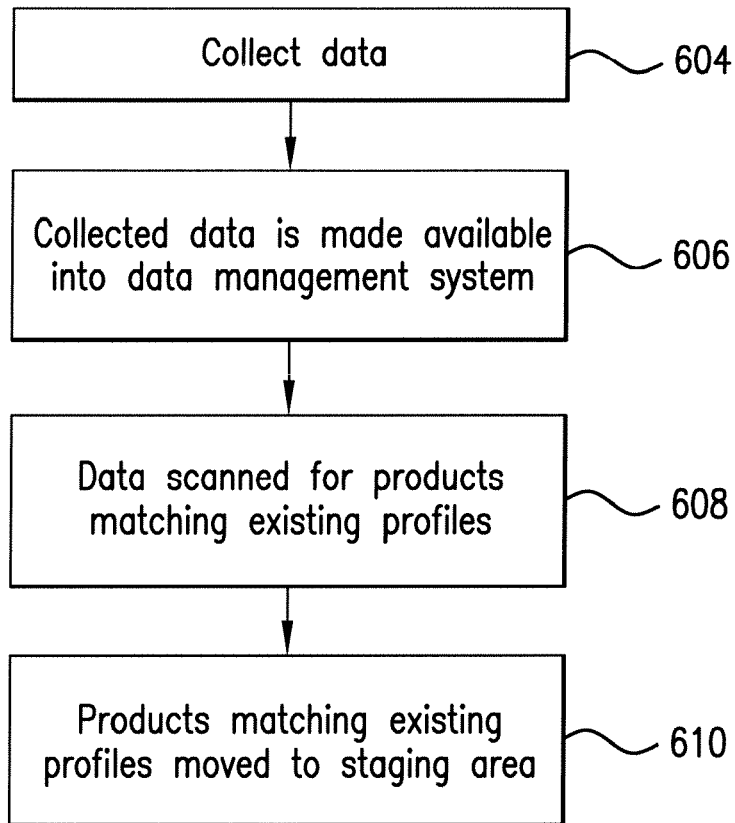 Collect data
604
Collected data is made available
into data management system
606
Data scanned for products
matching existing profiles
608
Products matching existing
profiles moved to staging area
610